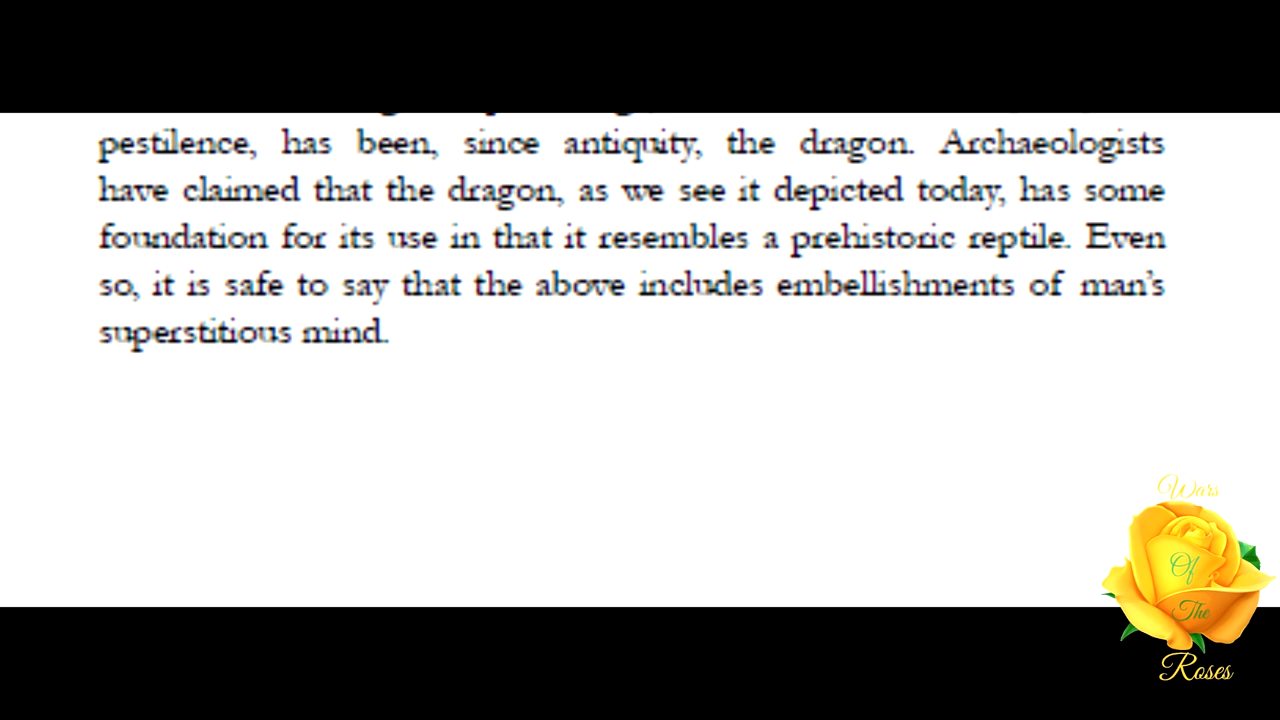 pestilence, has been, since antiquity, the dragon. Archaeologists
have claimed that the dragon, as we see it depicted today, has some
foundation for its use in that it resembles a prehistoric reptile. Even
so, it is safe to say that the above includes embellishments of man's
superstitious mind.
Wars
Of
The
Roses